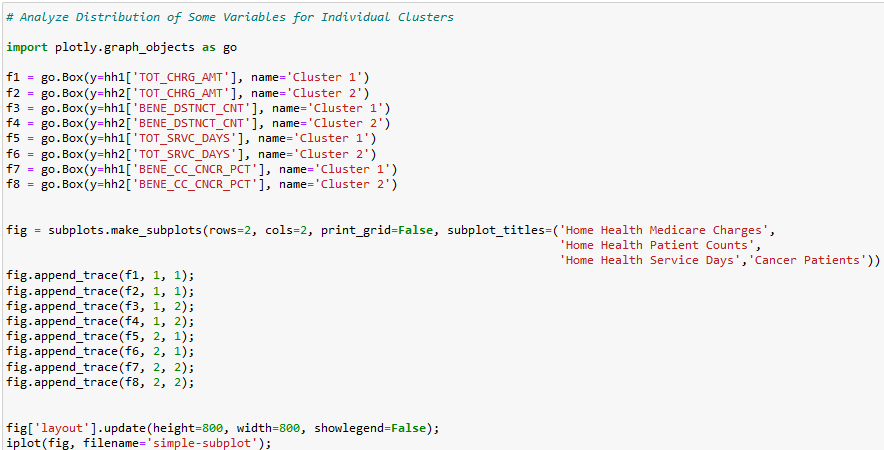 # Analyze Distribution of Some Variables for Individual Clusters
import plotly.graph_objects as go
f1 = go.Box(y=hh1['TOT_CHRG_AMT'], name='Cluster 1')
f2 = go.Box(y=hh2['TOT_CHRG_AMT'], name='Cluster 2')
f3 = go.Box(y=hh1['BENE_DSTNCT_CNT'], name='Cluster 1')
f4 = go.Box(y=hh2['BENE_DSTNCT_CNT'], name='Cluster 2')
f5 = go.Box(y=hh1['TOT_SRVC_DAYS'], name='Cluster 1')
f6 = go.Box(y=hh2['TOT_SRVC_DAYS'], name='Cluster 2')
f7 = go.Box(y=hh1['BENE_CC_CNCR_PCT'], name='Cluster 1')
f8 = go.Box(y=hh2['BENE_CC_CNCR_PCT'], name='Cluster 2')
fig = subplots.make_subplots(rows=2, cols=2, print_grid=False, subplot_titles=('Home Health Medicare Charges',
'Home Health Patient Counts',
'Home Health Service Days','Cancer Patients'))
fig.append_trace(f1, 1, 1);
fig.append_trace(f2, 1, 1);
fig.append_trace(f3, 1, 2);
fig.append_trace(f4, 1, 2);
fig.append_trace(f5, 2, 1);
fig.append_trace(f6, 2, 1);
fig.append_trace(f7, 2, 2);
fig.append_trace(f8, 2, 2);
fig['layout'].update(height=800, width=800, showlegend=False);
iplot(fig, filename='simple-subplot');